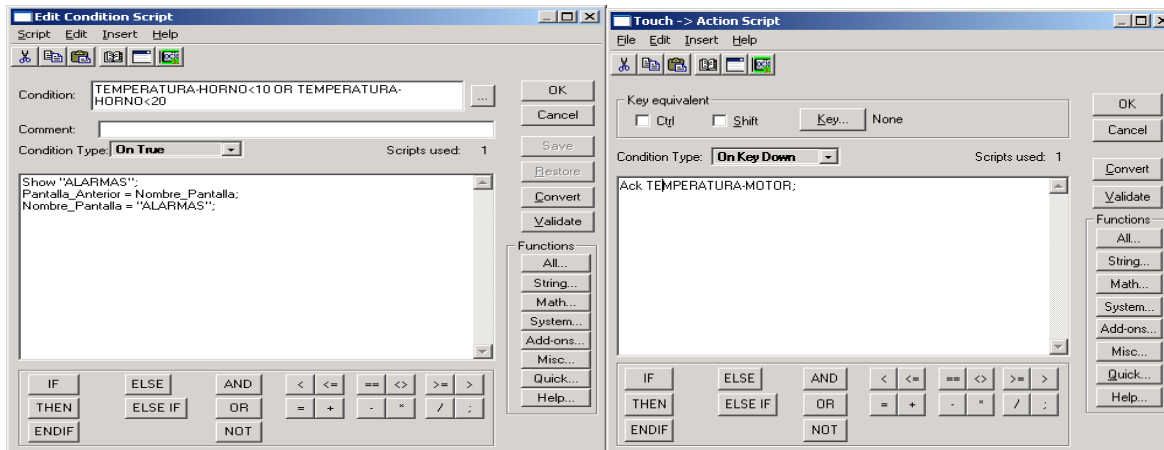 Edit Condition Script
Script Edit Insert Help
Condition: TEMPERATURA-HORNO<10 OR TEMPERATURA-
HORNO<20
...
OK
Cancel
Comment:
Condition Type: On True
Scripts used: 1
Save
Restore
Convert
Validate
Show "ALARMAS";
Pantalla_Anterior = Nombre_Pantalla;
Nombre_Pantalla = "ALARMAS";
Functions
All...
String...
Math...
System...
Add-ons...
Misc...
Quick...
Help...
IF ELSE AND < <= == <> >= >
THEN ELSE IF OR = + - * / ;
ENDIF NOT
Touch -> Action Script
File Edit Insert Help
Key equivalent
Ctrl Shift Key... None
OK
Cancel
Condition Type: On Key Down
Scripts used: 1
Convert
Validate
Ack TEMPERATURA-MOTOR;
Functions
All...
String...
Math...
System...
Add-ons...
Misc...
Quick...
Help...
IF ELSE AND < <= == <> >= >
THEN ELSE IF OR = + - * / ;
ENDIF NOT